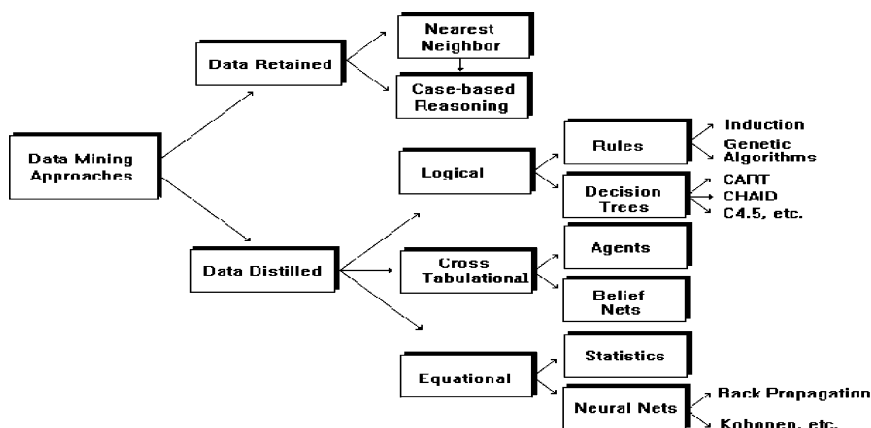 Nearest
Neighbor
Data Retained
Case-based
Reasoning
Data Mining
Approaches
Logical
Rules
Induction
Genetic
Algorithms
Decision
Trees
CART
CHAID
C4.5, etc.
Data Distilled
Cross
Tabulational
Agents
Belief
Nets
Equational
Statistics
Neural Nets
Back Propagation
Kohonen, etc.